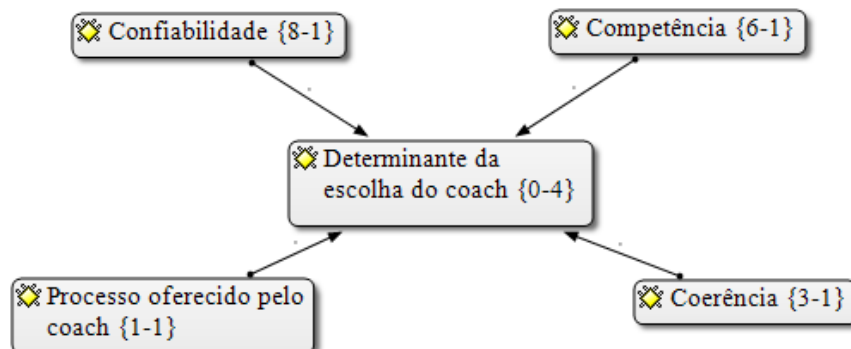 Confiabilidade {8-1}
Competência {6-1}
Determinante da
escolha do coach {0-4}
Processo oferecido pelo
coach {1-1}
Coerência {3-1}